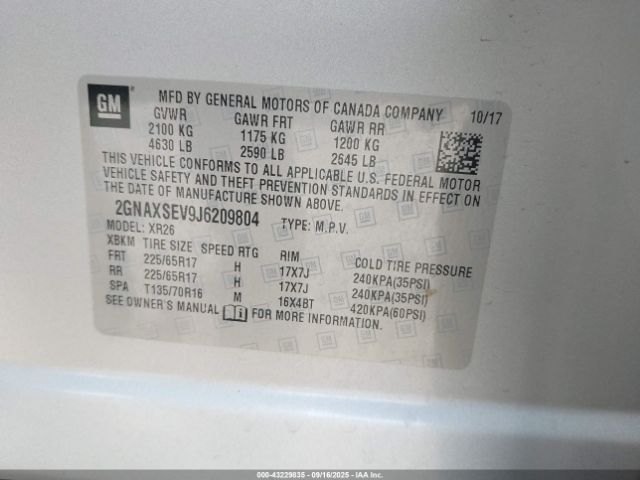 GM
MFD BY GENERAL MOTORS OF CANADA COMPANY 10/17
GVWR GAWR FRT GAWR RR
2100 KG 1175 KG 1200 KG
4630 LB 2590 LB 2645 LB
THIS VEHICLE CONFORMS TO ALL APPLICABLE U.S. FEDERAL MOTOR
VEHICLE SAFETY AND THEFT PREVENTION STANDARDS IN EFFECT ON
THE DATE OF MANUFACTURE SHOWN ABOVE.
2GNAXSEV9J6209804 TYPE: M.P.V.
MODEL: XR26
XBKM TIRE SIZE SPEED RTG RIM COLD TIRE PRESSURE
FRT 225/65R17 H 17X7J 240KPA(35PSI)
RR 225/65R17 H 17X7J 240KPA(35PSI)
SPA T135/70R16 M 16X4BT 420KPA(60PSI)
SEE OWNER'S MANUAL FOR MORE INFORMATION.
000-43229635 - 09/16/2025 - IAA Inc.